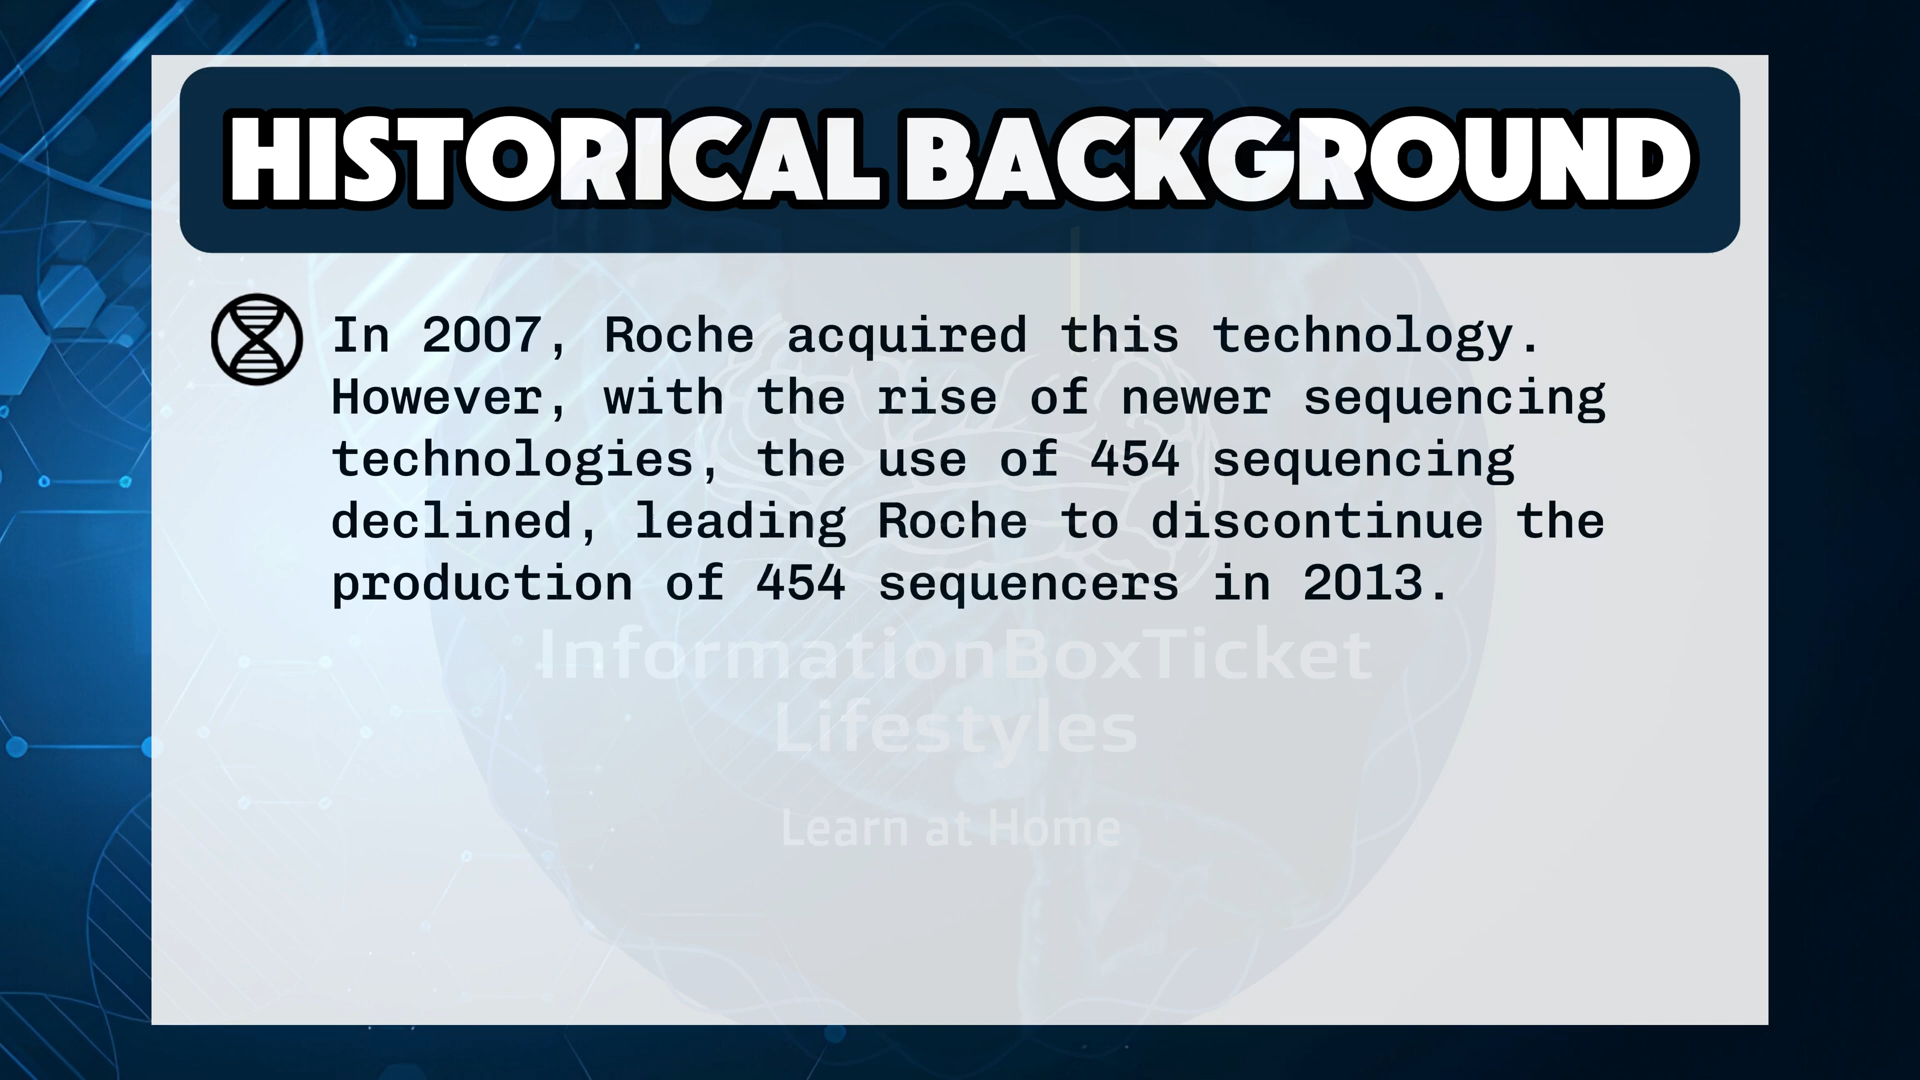 HISTORICAL BACKGROUND
In 2007, Roche acquired this technology.
However, with the rise of newer sequencing
technologies, the use of 454 sequencing
declined, leading Roche to discontinue the
production of 454 sequencers in 2013.
InformationBoxTicket
Lifestyles
Learn at Home